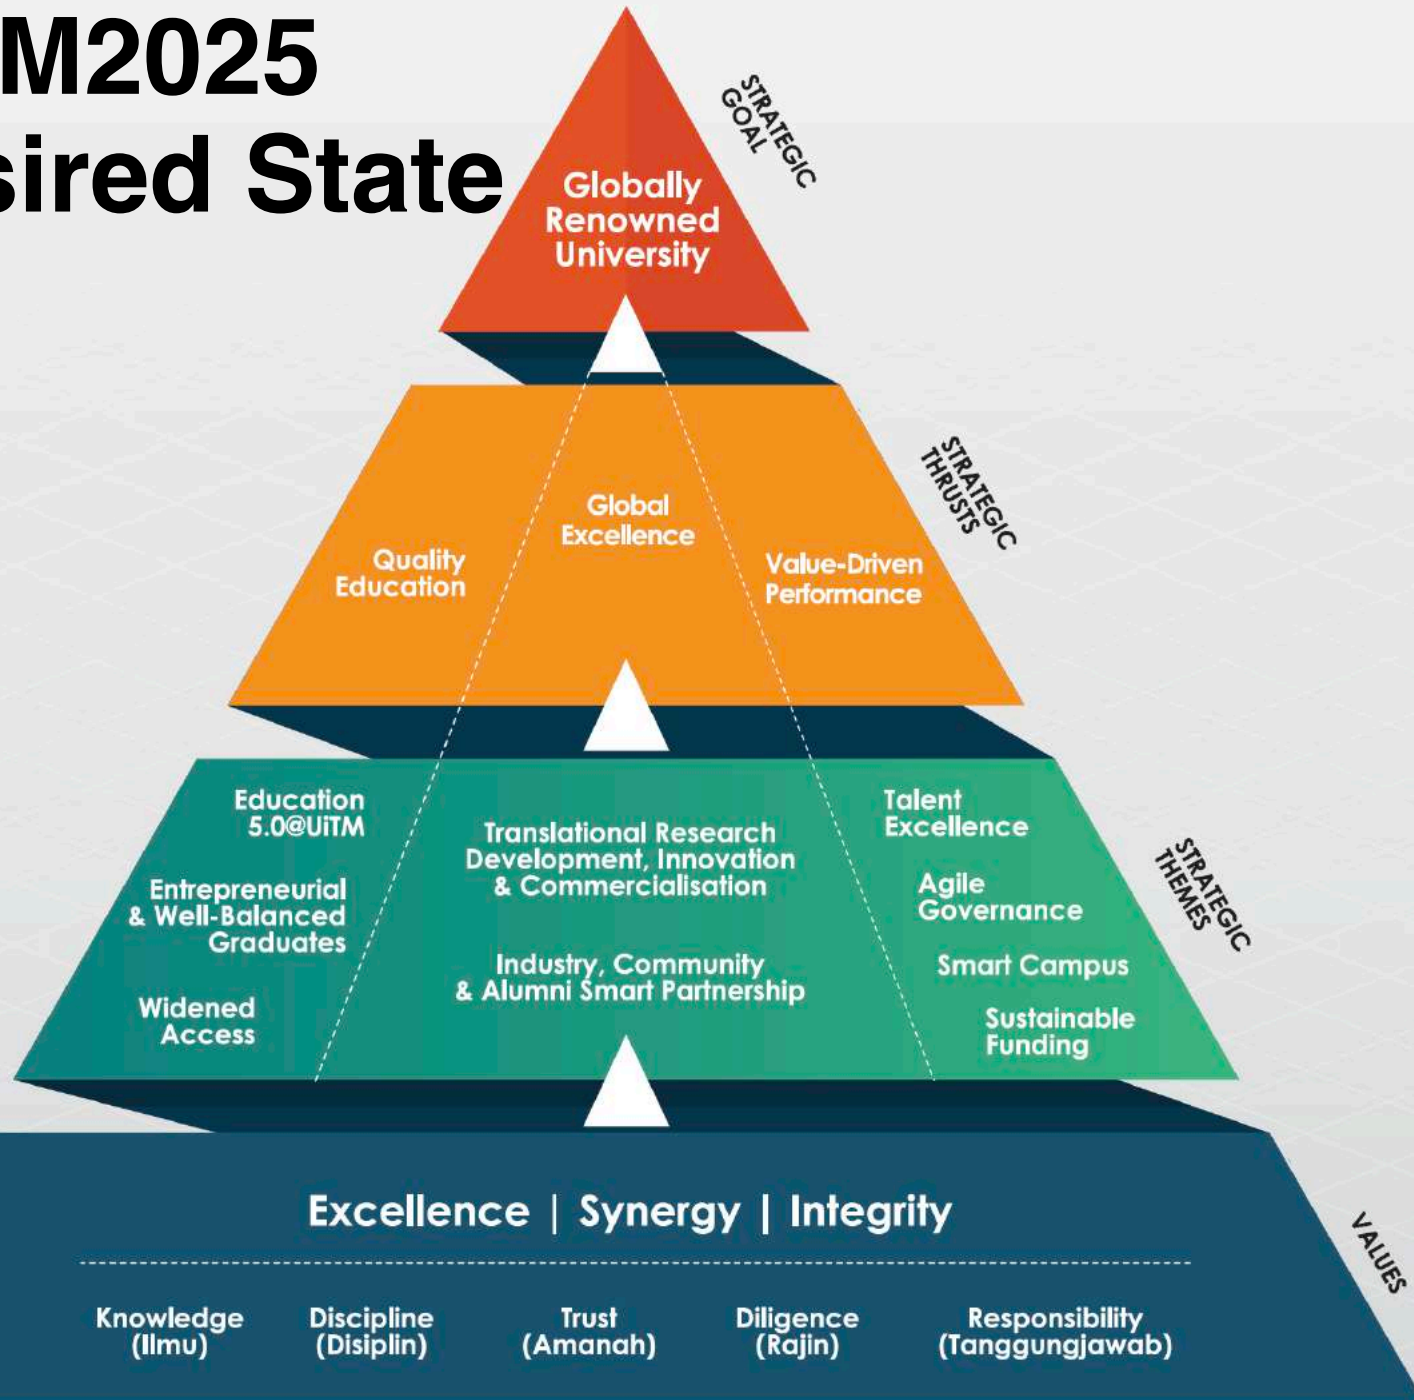 M2025
sired State
STRATEGIC
GOAL
Globally
Renowned
University
STRATEGIC
THRUSTS
Global
Excellence
Quality
Education
Value-Driven
Performance
STRATEGIC
THEMES
Education
5.0@UiTM
Entrepreneurial
& Well-Balanced
Graduates
Widened
Access
Translational Research
Development, Innovation
& Commercialisation
Industry, Community
& Alumni Smart Partnership
Talent
Excellence
Agile
Governance
Smart Campus
Sustainable
Funding
VALUES
Excellence | Synergy | Integrity
Knowledge
(Ilmu)
Discipline
(Disiplin)
Trust
(Amanah)
Diligence
(Rajin)
Responsibility
(Tanggungjawab)